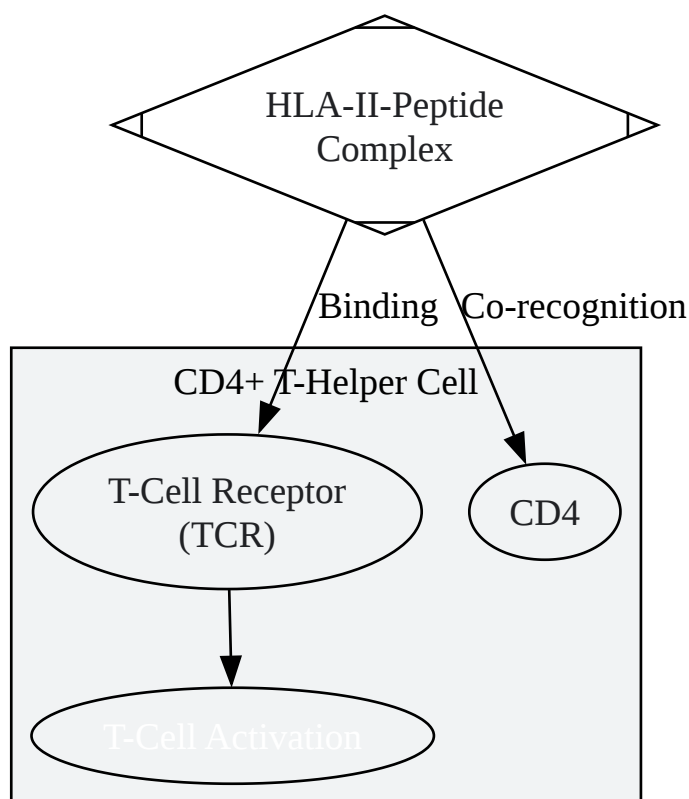 HLA-II-Peptide
Complex
Binding
Co-recognition
CD4+ T-Helper Cell
T-Cell Receptor
(TCR)
CD4
T-Cell Activation